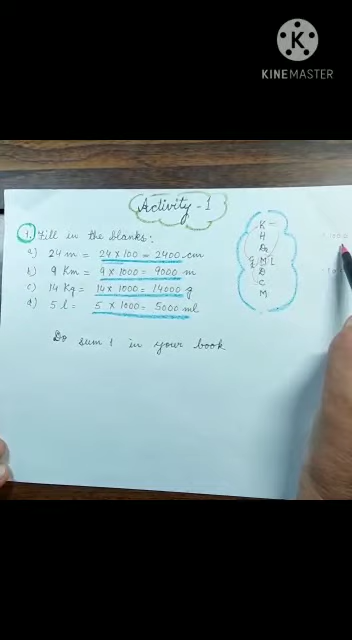 K
KINEMASTER
Activity - 1
1. Fill in the blanks:
a) 24 m = 24 × 100 = 2400 cm
b) 9 Km = 9 × 1000 = 9000 m
c) 14 Kg = 14 × 1000 = 14000 g
d) 5 l = 5 × 1000 = 5000 ml
Do sum 1 in your book
K
H
D
g M l
D
C
M